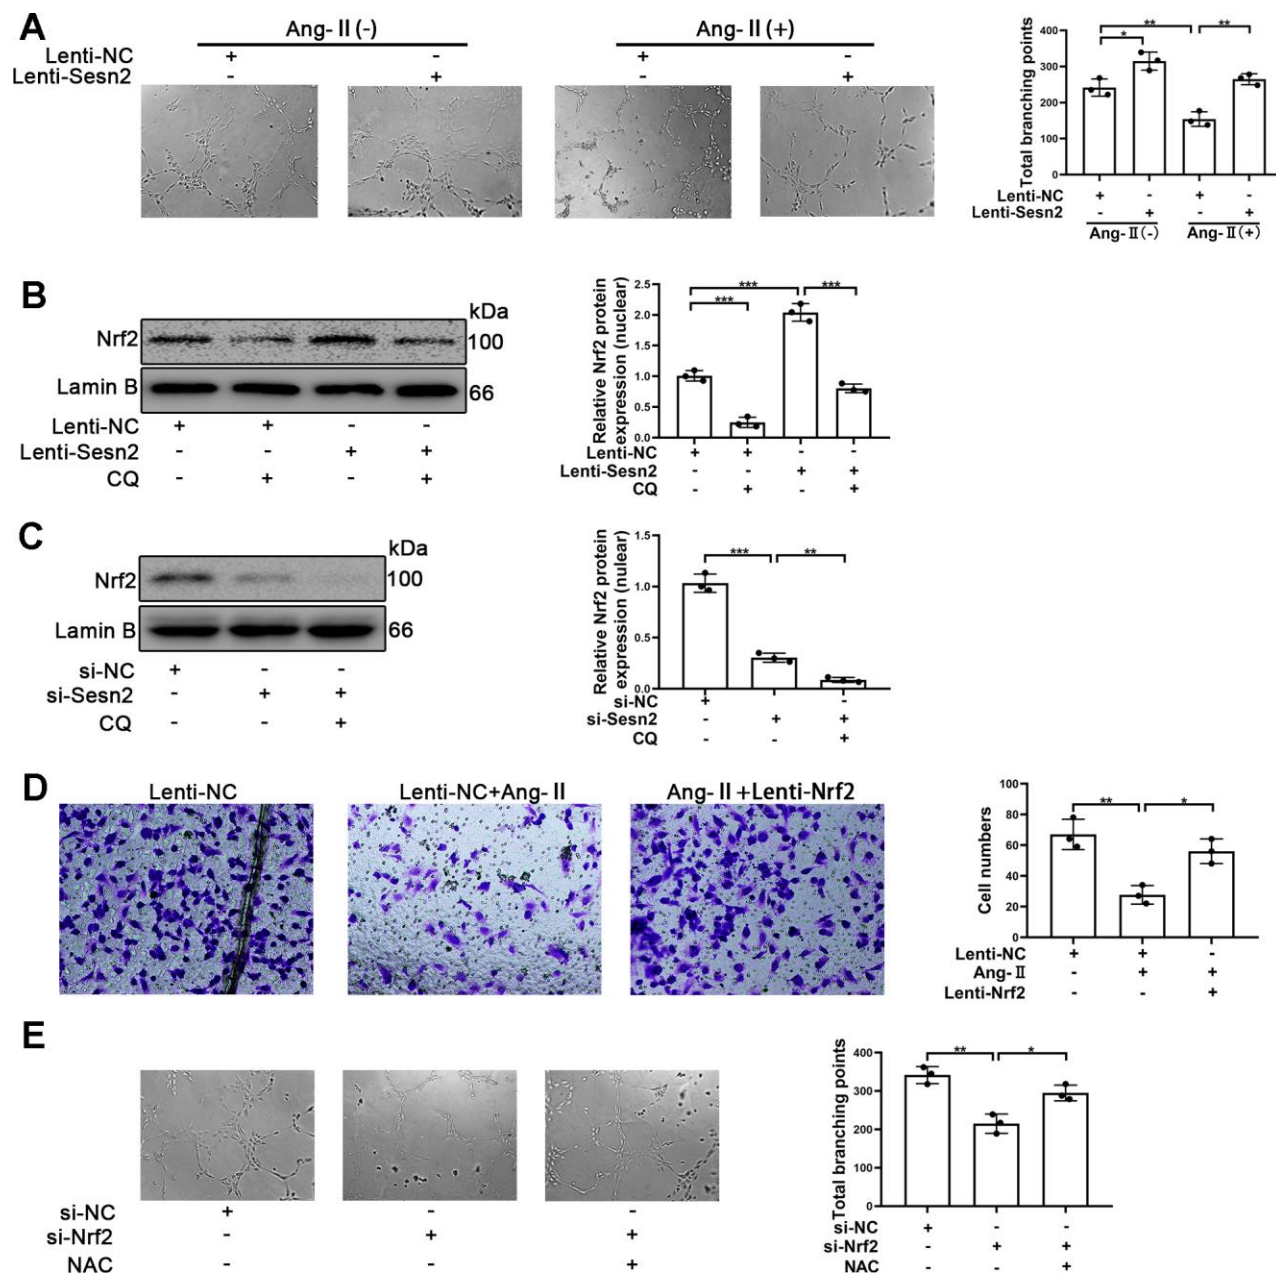 A
Ang-Ⅱ(-)
Ang-Ⅱ(+)
Lenti-NC + - + -
Lenti-Sesn2 - + - +
Total branching points
400
300
200
100
0
* ** **
Lenti-NC + - + -
Lenti-Sesn2 - + - +
Ang-Ⅱ(-) Ang-Ⅱ(+)
B
kDa
Nrf2 100
Lamin B 66
Lenti-NC + + - -
Lenti-Sesn2 - - + +
CQ - + - +
Relative Nrf2 protein
expression (nuclear)
2.5
2.0
1.5
1.0
0.5
0.0
*** *** ***
Lenti-NC + + - -
Lenti-Sesn2 - - + +
CQ - + - +
C
kDa
Nrf2 100
Lamin B 66
si-NC + - -
si-Sesn2 - + +
CQ - - +
Relative Nrf2 protein
expression (nulear)
1.5
1.0
0.5
0.0
*** **
si-NC + - -
si-Sesn2 - + +
CQ - - +
D
Lenti-NC
Lenti-NC+Ang-Ⅱ
Ang-Ⅱ+Lenti-Nrf2
Cell numbers
100
80
60
40
20
0
** *
Lenti-NC + + -
Ang-Ⅱ - + +
Lenti-Nrf2 - - +
E
si-NC + - -
si-Nrf2 - + +
NAC - - +
Total branching points
400
300
200
100
0
** *
si-NC + - -
si-Nrf2 - + +
NAC - - +